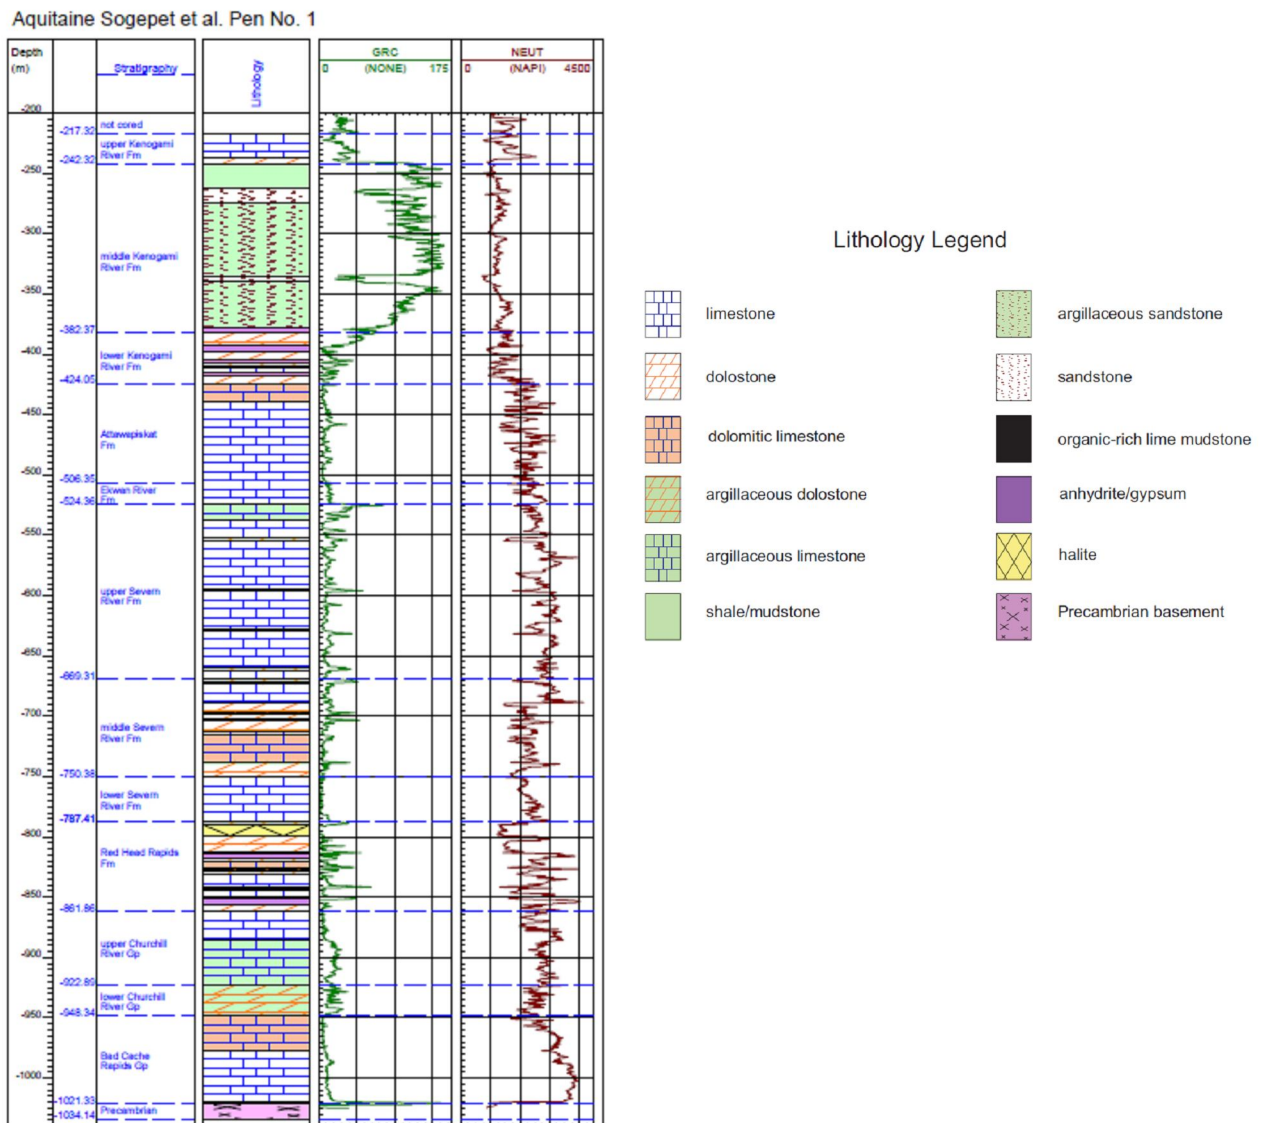 Aquitaine Sogepet et al. Pen No. 1
Depth
(m)
Stratigraphy
Lithology
GRC
0 (NONE) 175
NEUT
0 (NAPI) 4500
-200
not cored
-217.32
upper Kenogami
River Fm
-242.32
-250
-300
middle Kenogami
River Fm
-350
-382.37
-400
lower Kenogami
River Fm
-424.05
-450
Attawapiskat
Fm
-500
-506.35
Ekwan River
Fm
-524.36
-550
upper Severn
River Fm
-600
-650
-669.31
-700
middle Severn
River Fm
-750
-750.38
lower Severn
River Fm
-787.41
-800
Red Head Rapids
Fm
-850
-861.86
upper Churchill
River Gp
-900
-922.89
lower Churchill
River Gp
-948.34
-950
Bad Cache
Rapids Gp
-1000
-1021.33
Precambrian
-1034.14
Lithology Legend
limestone
dolostone
dolomitic limestone
argillaceous dolostone
argillaceous limestone
shale/mudstone
argillaceous sandstone
sandstone
organic-rich lime mudstone
anhydrite/gypsum
halite
Precambrian basement